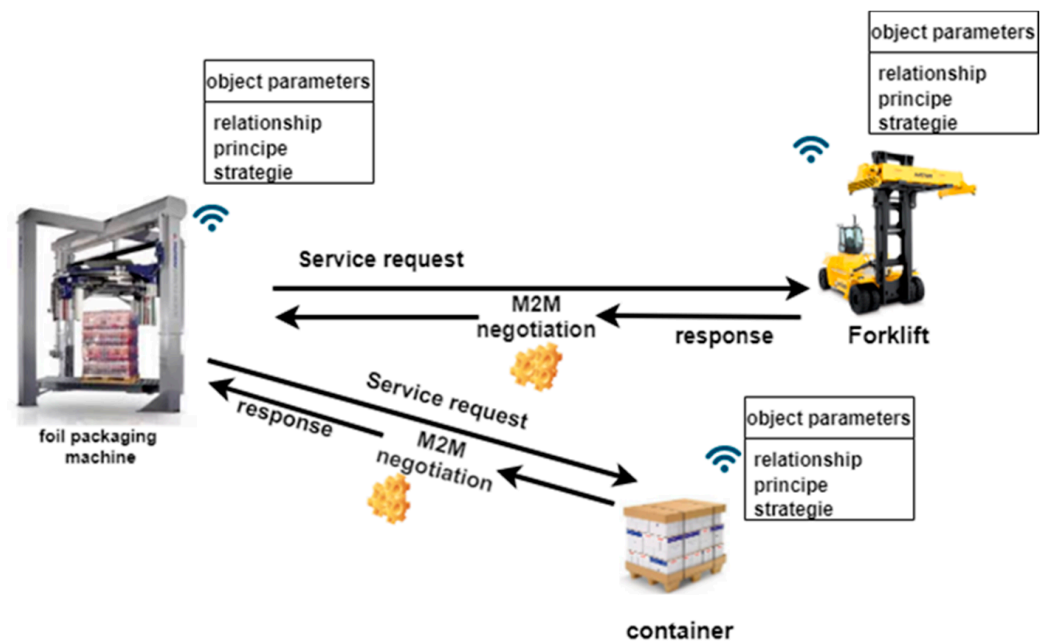 object parameters
relationship
principe
strategie
object parameters
relationship
principe
strategie
Service request
M2M
negotiation
response
Forklift
foil packaging
machine
Service request
response
M2M
negotiation
object parameters
relationship
principe
strategie
container